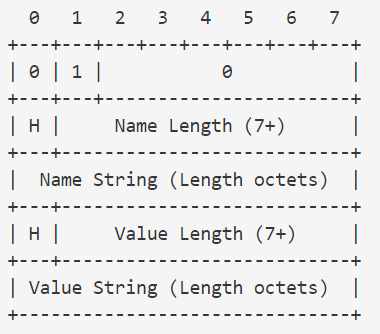 0   1   2   3   4   5   6   7
+---+---+---+---+---+---+---+---+
| 0 | 1 |           0           |
+---+---+-----------------------+
| H |     Name Length (7+)      |
+---+---------------------------+
|  Name String (Length octets)  |
+---+---------------------------+
| H |     Value Length (7+)     |
+---+---------------------------+
| Value String (Length octets)  |
+-------------------------------+